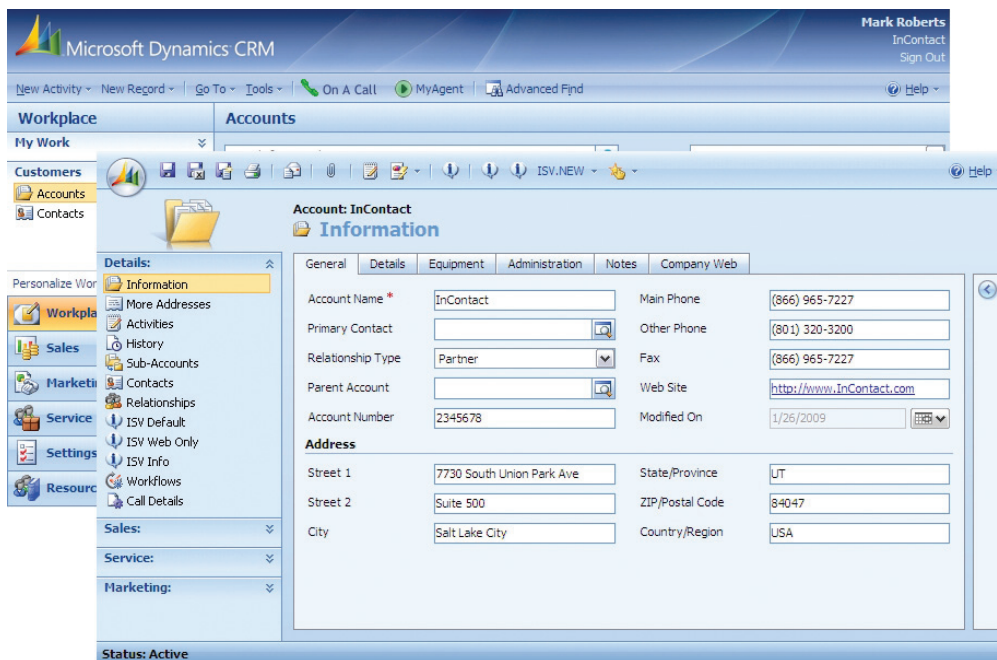 Mark Roberts
Microsoft Dynamics CRM
InContact
Sign Out
New Activity New Record Go To Tools On A Call MyAgent Advanced Find Help
Workplace Accounts
My Work
Customers
Accounts
Contacts
Personalize Wor
Workpla
Sales
Marketi
Service
Settings
Resourc
ISV.NEW Help
Account: InContact
Information
Details:
Information
More Addresses
Activities
History
Sub-Accounts
Contacts
Relationships
ISV Default
ISV Web Only
ISV Info
Workflows
Call Details
Sales:
Service:
Marketing:
General Details Equipment Administration Notes Company Web
Account Name * InContact Main Phone (866) 965-7227
Primary Contact Other Phone (801) 320-3200
Relationship Type Partner Fax (866) 965-7227
Parent Account Web Site http://www.InContact.com
Account Number 2345678 Modified On 1/26/2009
Address
Street 1 7730 South Union Park Ave State/Province UT
Street 2 Suite 500 ZIP/Postal Code 84047
City Salt Lake City Country/Region USA
Status: Active